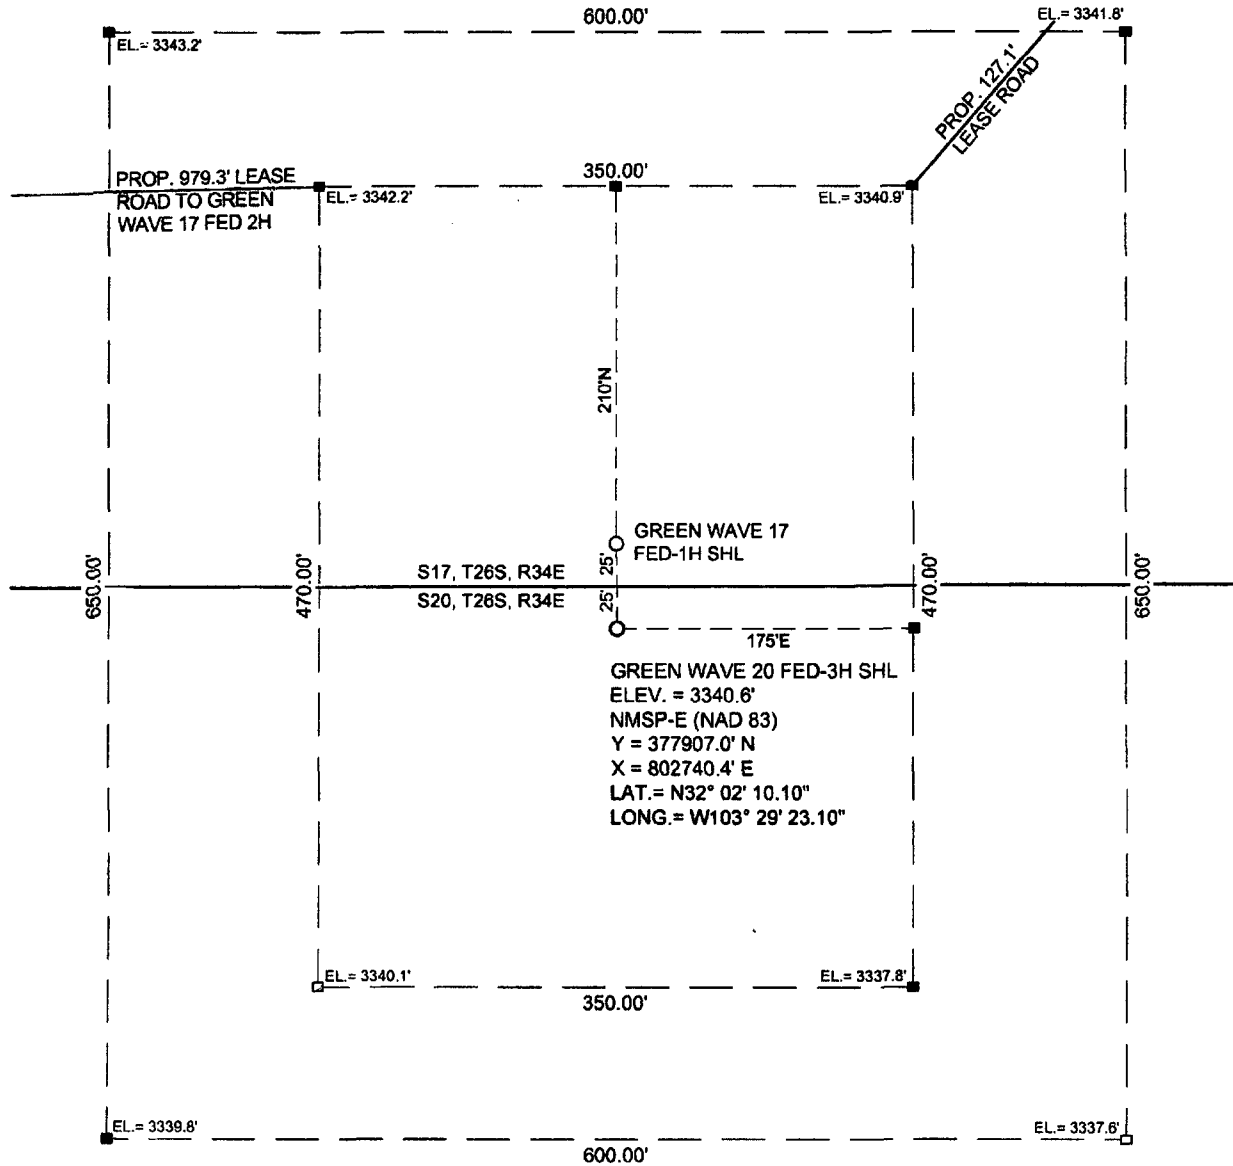 600.00'
EL.= 3341.8'
EL.= 3343.2'
PROP. 127.1'
LEASE ROAD
350.00'
PROP. 979.3' LEASE
ROAD TO GREEN
WAVE 17 FED 2H
EL.= 3342.2'
EL.= 3340.9'
210'N
GREEN WAVE 17
FED-1H SHL
25'
S17, T26S, R34E
650.00'
470.00'
470.00'
650.00'
S20, T26S, R34E
25'
175'E
GREEN WAVE 20 FED-3H SHL
ELEV. = 3340.6'
NMSP-E (NAD 83)
Y = 377907.0' N
X = 802740.4' E
LAT.= N32° 02' 10.10"
LONG.= W103° 29' 23.10"
EL.= 3340.1'
EL.= 3337.8'
350.00'
EL.= 3339.8'
EL.= 3337.6'
600.00'